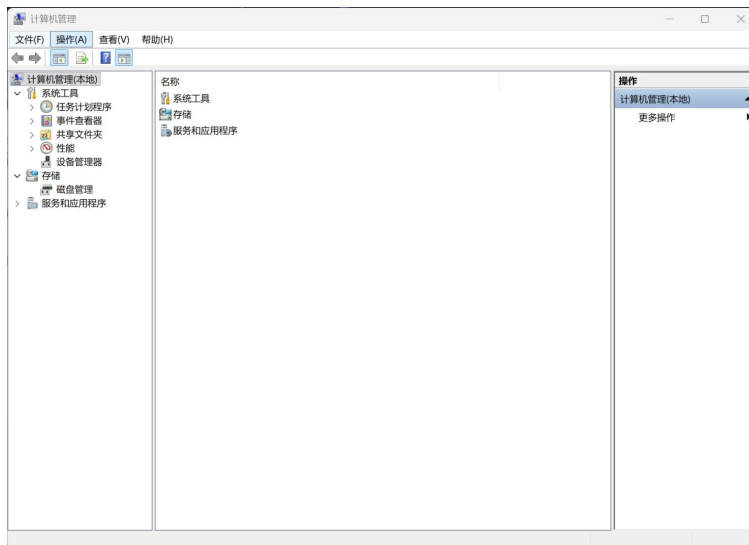 计算机管理
文件(F) 操作(A) 查看(V) 帮助(H)
计算机管理(本地)
系统工具
任务计划程序
事件查看器
共享文件夹
性能
设备管理器
存储
磁盘管理
服务和应用程序
名称
系统工具
存储
服务和应用程序
操作
计算机管理(本地)
更多操作